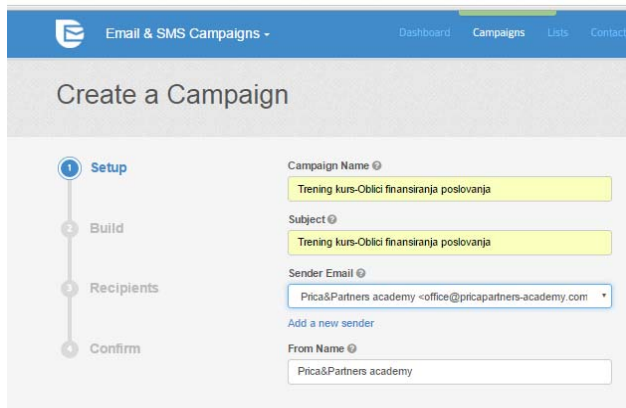 Email & SMS Campaigns
Dashboard Campaigns Lists Contact
Create a Campaign
1 Setup
2 Build
3 Recipients
4 Confirm
Campaign Name
Trening kurs-Oblici finansiranja poslovanja
Subject
Trening kurs-Oblici finansiranja poslovanja
Sender Email
Prica&Partners academy <office@pricapartners-academy.com
Add a new sender
From Name
Prica&Partners academy